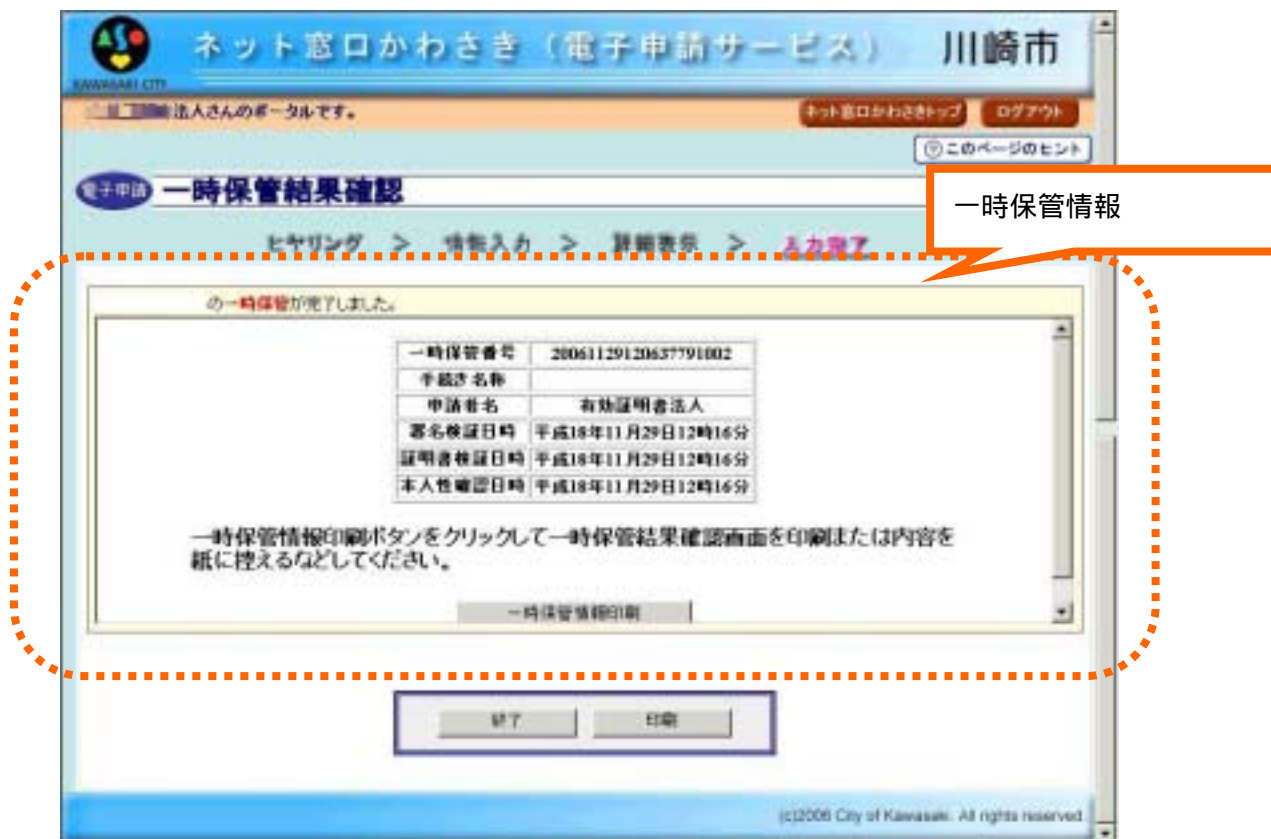 ネット窓口かわさき（電子申請サービス） 川崎市
KAWASAKI CITY
法人さんのポータルです。
ネット窓口かわさきトップ ログアウト
このページのヒント
電子申請 一時保管結果確認
一時保管情報
ヒヤリング ＞ 情報入力 ＞ 詳細表示 ＞ 入力完了
の一時保管が完了しました。
一時保管番号 20061129120637791002
手続き名称
申請者名 有効証明書法人
署名検証日時 平成18年11月29日12時16分
証明書検証日時 平成18年11月29日12時16分
本人性確認日時 平成18年11月29日12時16分
一時保管情報印刷ボタンをクリックして一時保管結果確認画面を印刷または内容を
紙に控えるなどしてください。
一時保管情報印刷
終了 印刷
(c)2006 City of Kawasaki. All rights reserved.